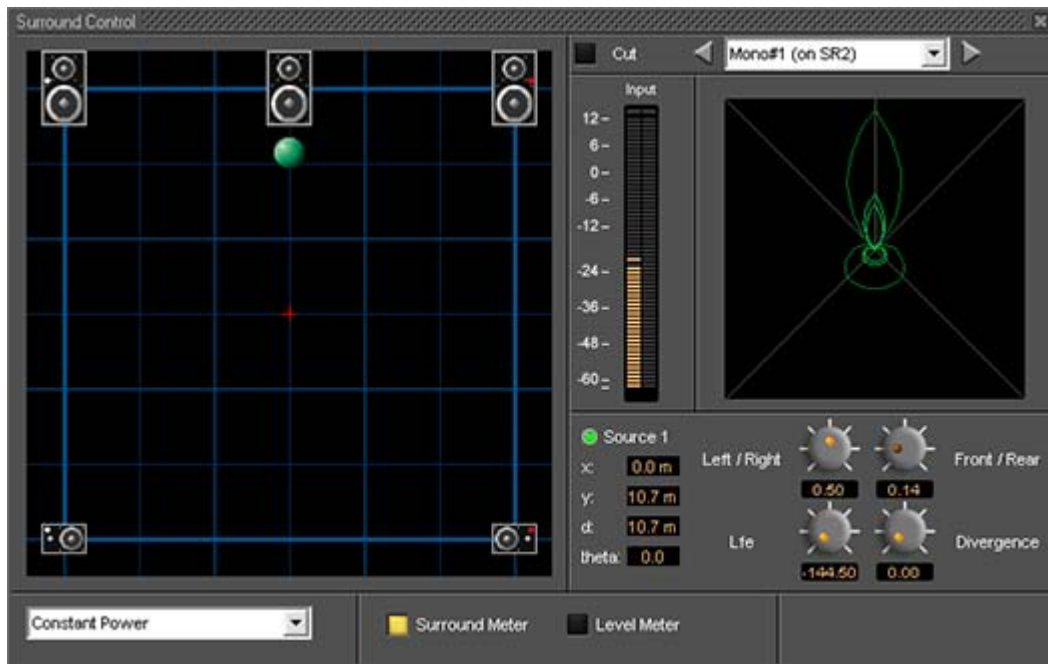 Surround Control
Cut
Mono#1 (on SR2)
Input
12
6
0
-6
-12
-24
-36
-48
-60
Source 1
x: 0.0 m
y: 10.7 m
d: 10.7 m
theta: 0.0
Left / Right
0.50
0.14
Front / Rear
Lfe
-144.50
0.00
Divergence
Constant Power
Surround Meter
Level Meter